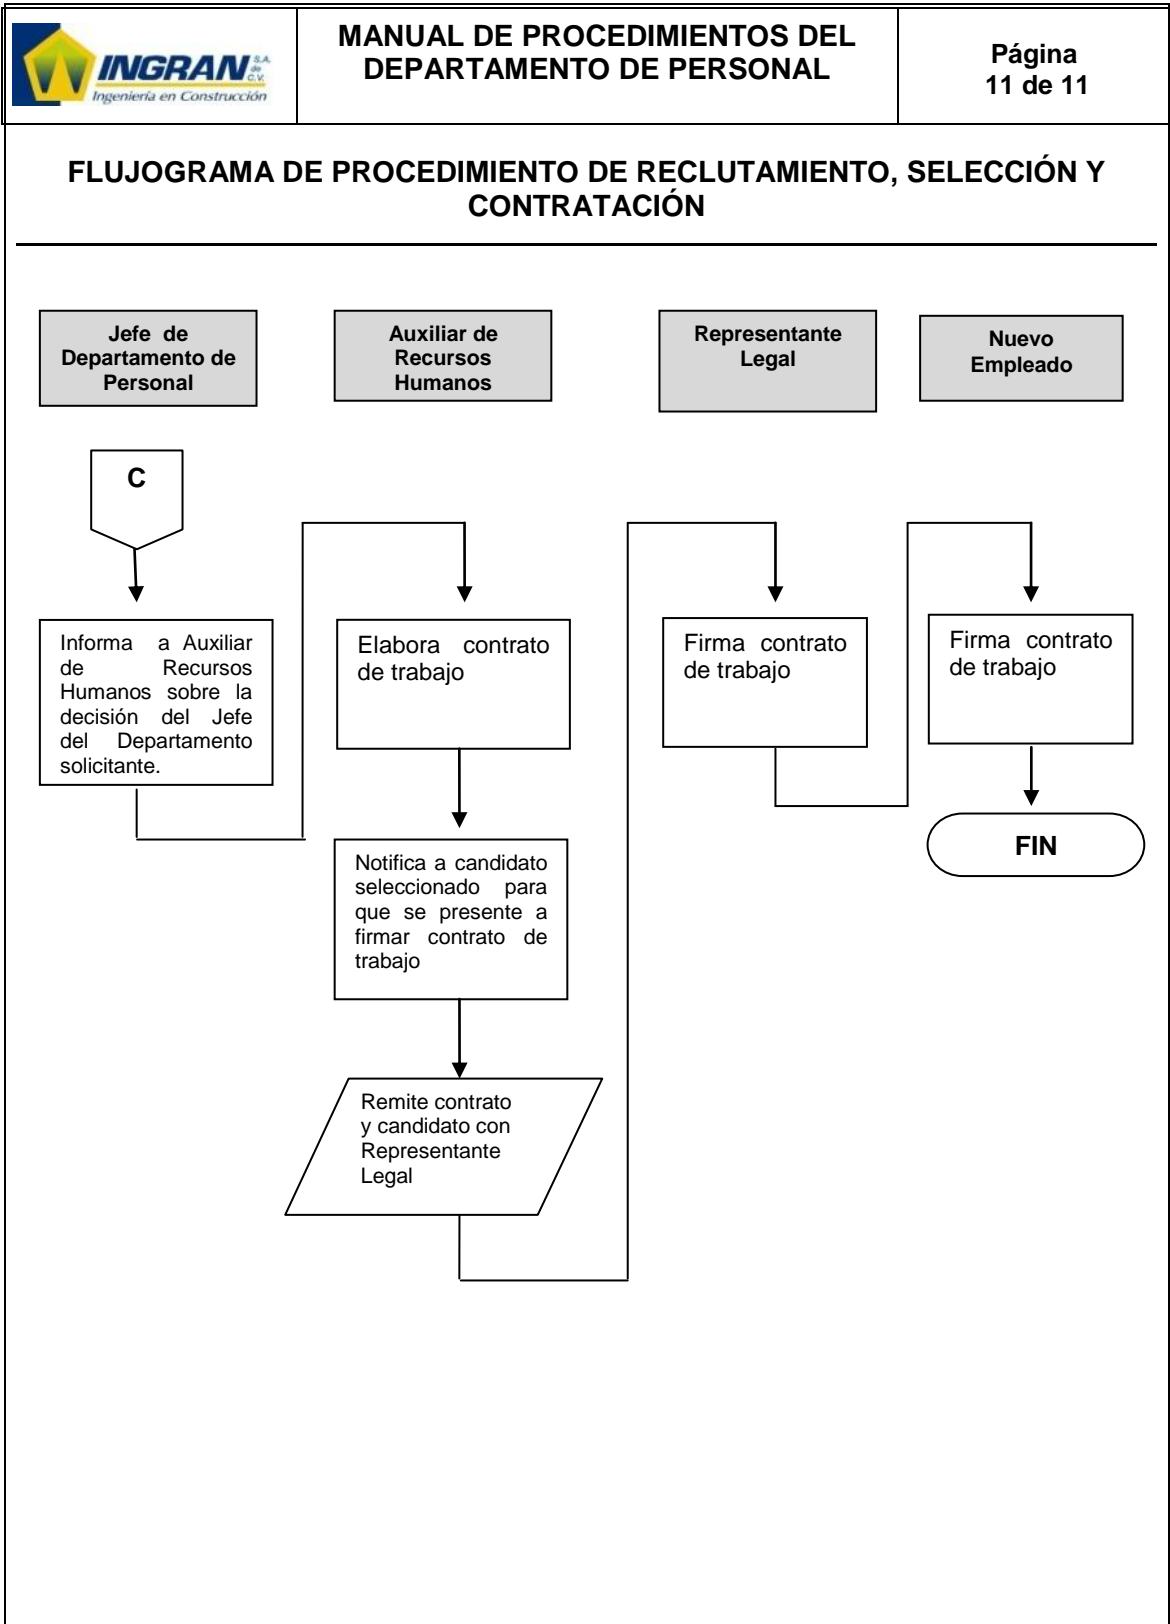 INGRAN S.A. de C.V.
Ingeniería en Construcción
MANUAL DE PROCEDIMIENTOS DEL
DEPARTAMENTO DE PERSONAL
Página
11 de 11
FLUJOGRAMA DE PROCEDIMIENTO DE RECLUTAMIENTO, SELECCIÓN Y
CONTRATACIÓN
Jefe de
Departamento de
Personal
Auxiliar de
Recursos
Humanos
Representante
Legal
Nuevo
Empleado
C
Informa a Auxiliar
de Recursos
Humanos sobre la
decisión del Jefe
del Departamento
solicitante.
Elabora contrato
de trabajo
Notifica a candidato
seleccionado para
que se presente a
firmar contrato de
trabajo
Remite contrato
y candidato con
Representante
Legal
Firma contrato
de trabajo
Firma contrato
de trabajo
FIN